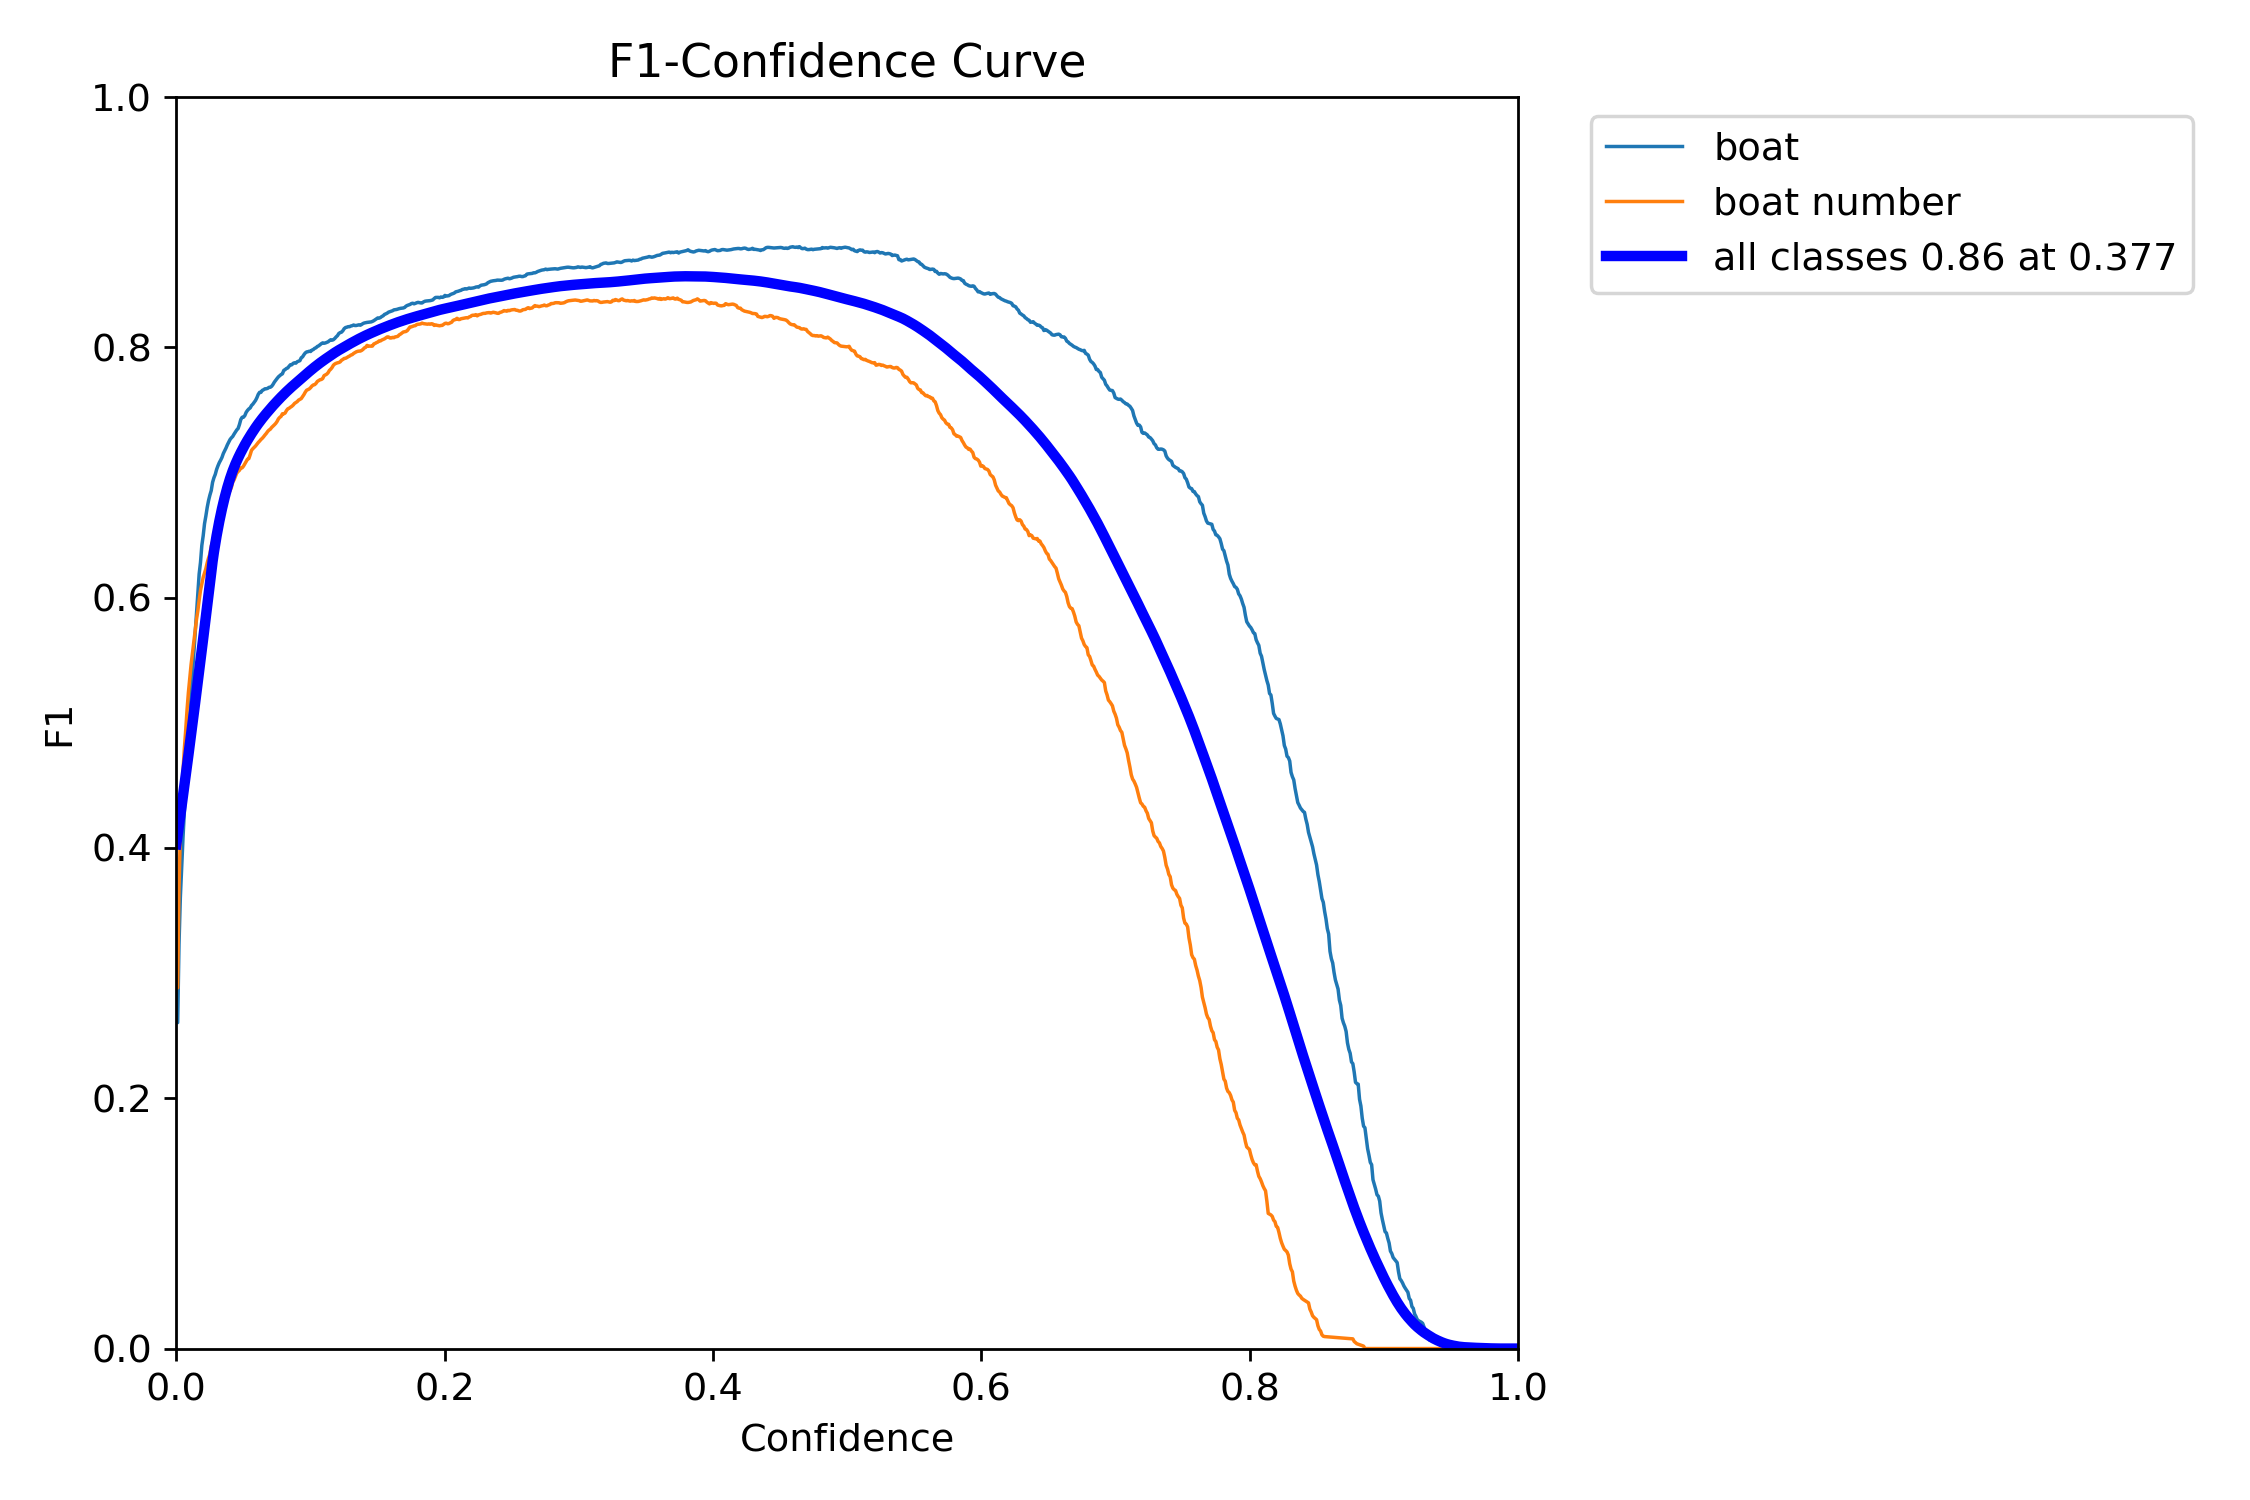 F1-Confidence Curve
1.0
0.8
0.6
0.4
0.2
0.0
F1
0.0 0.2 0.4 0.6 0.8 1.0
Confidence
boat
boat number
all classes 0.86 at 0.377